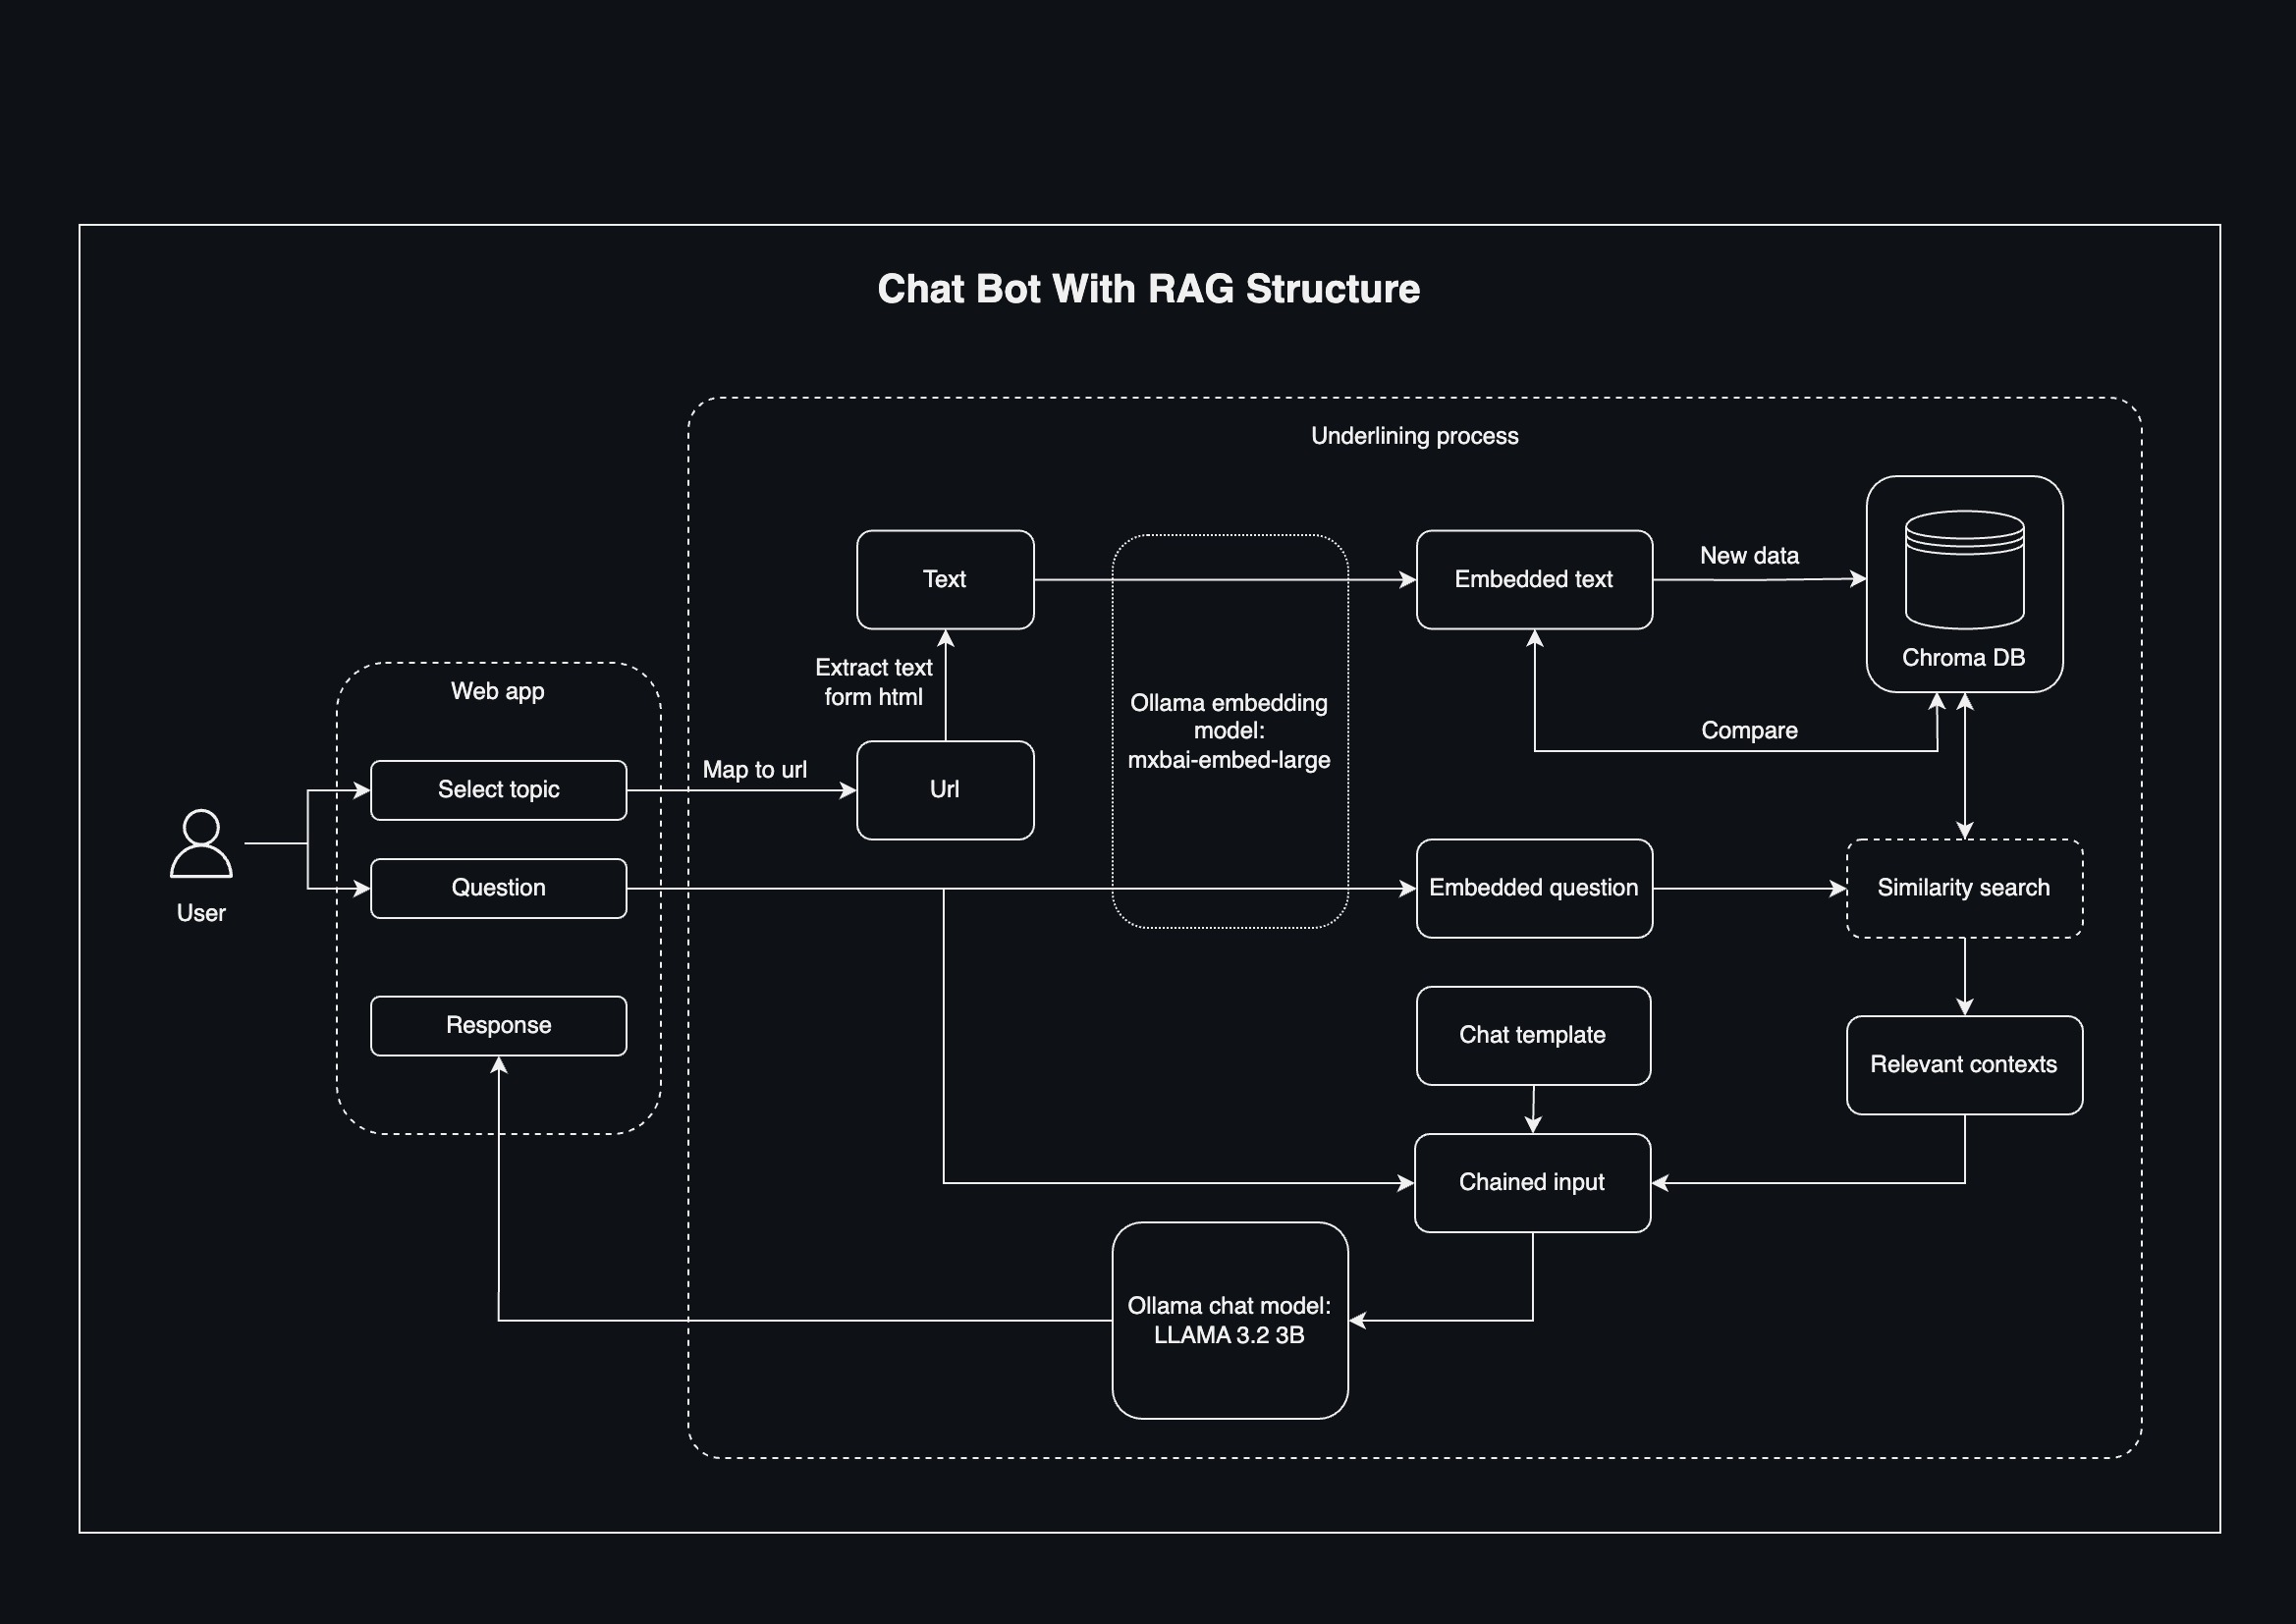 Chat Bot With RAG Structure
Underlining process
Text
Embedded text
New data
Chroma DB
Extract text
form html
Web app
Ollama embedding
model:
mxbai-embed-large
Compare
Select topic
Map to url
Url
User
Question
Embedded question
Similarity search
Response
Chat template
Relevant contexts
Chained input
Ollama chat model:
LLAMA 3.2 3B